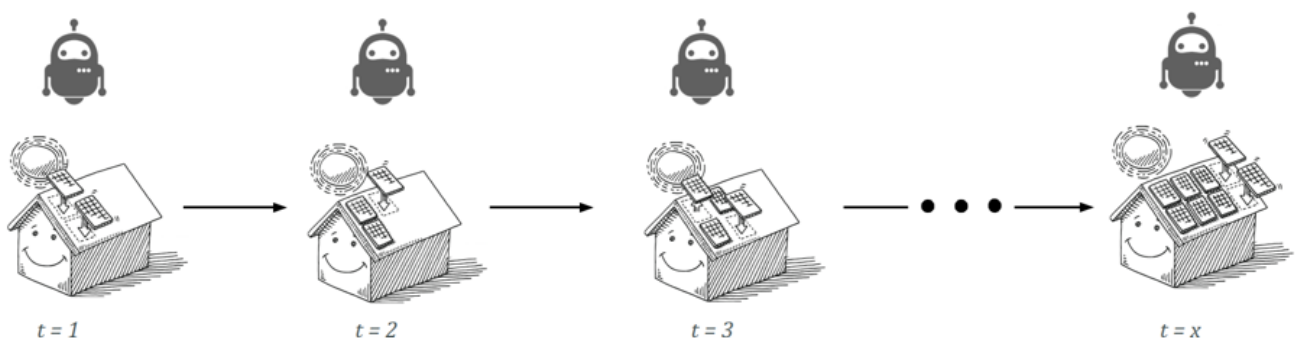 t = 1
t = 2
t = 3
t = x